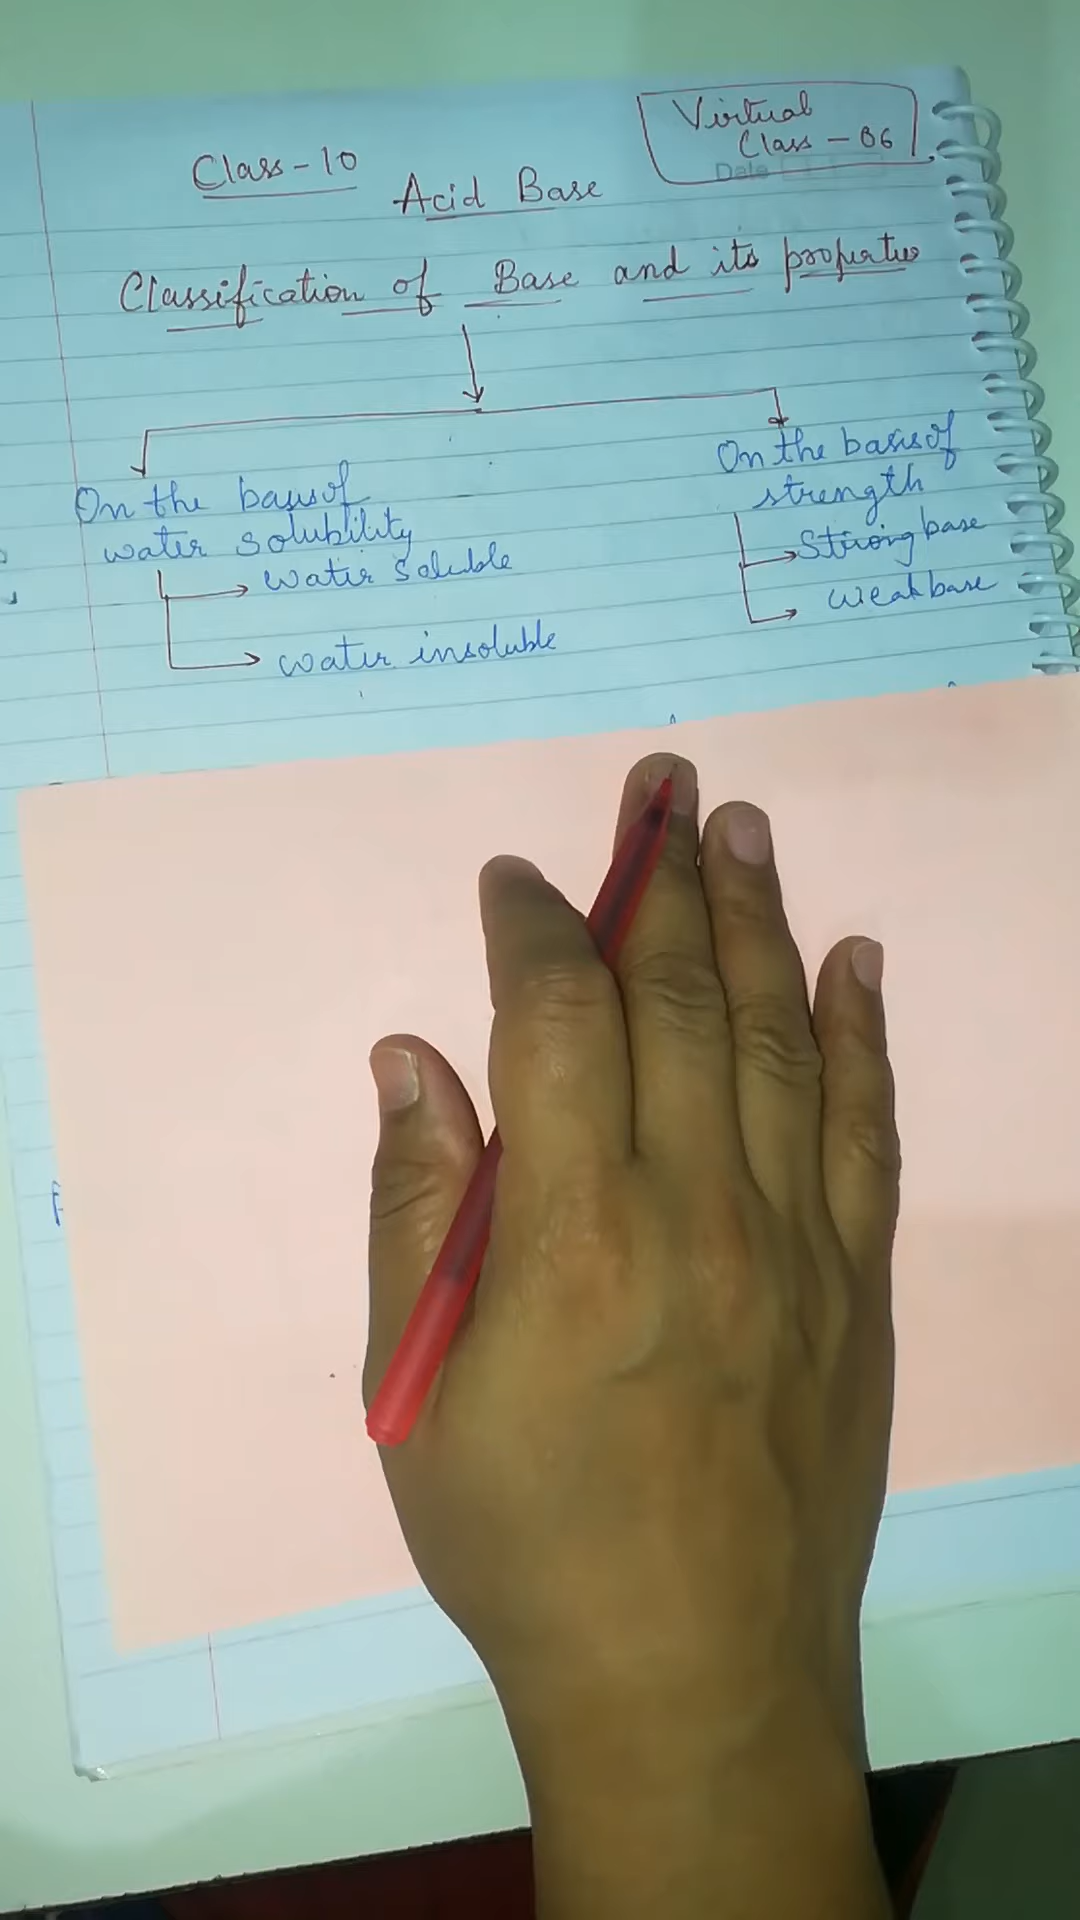 Virtual
Class - 06
Date
Class - 10
Acid Base
Classification of Base and its properties
On the basis of
water solubility
water soluble
water insoluble
On the basis of
strength
Strong base
weak base